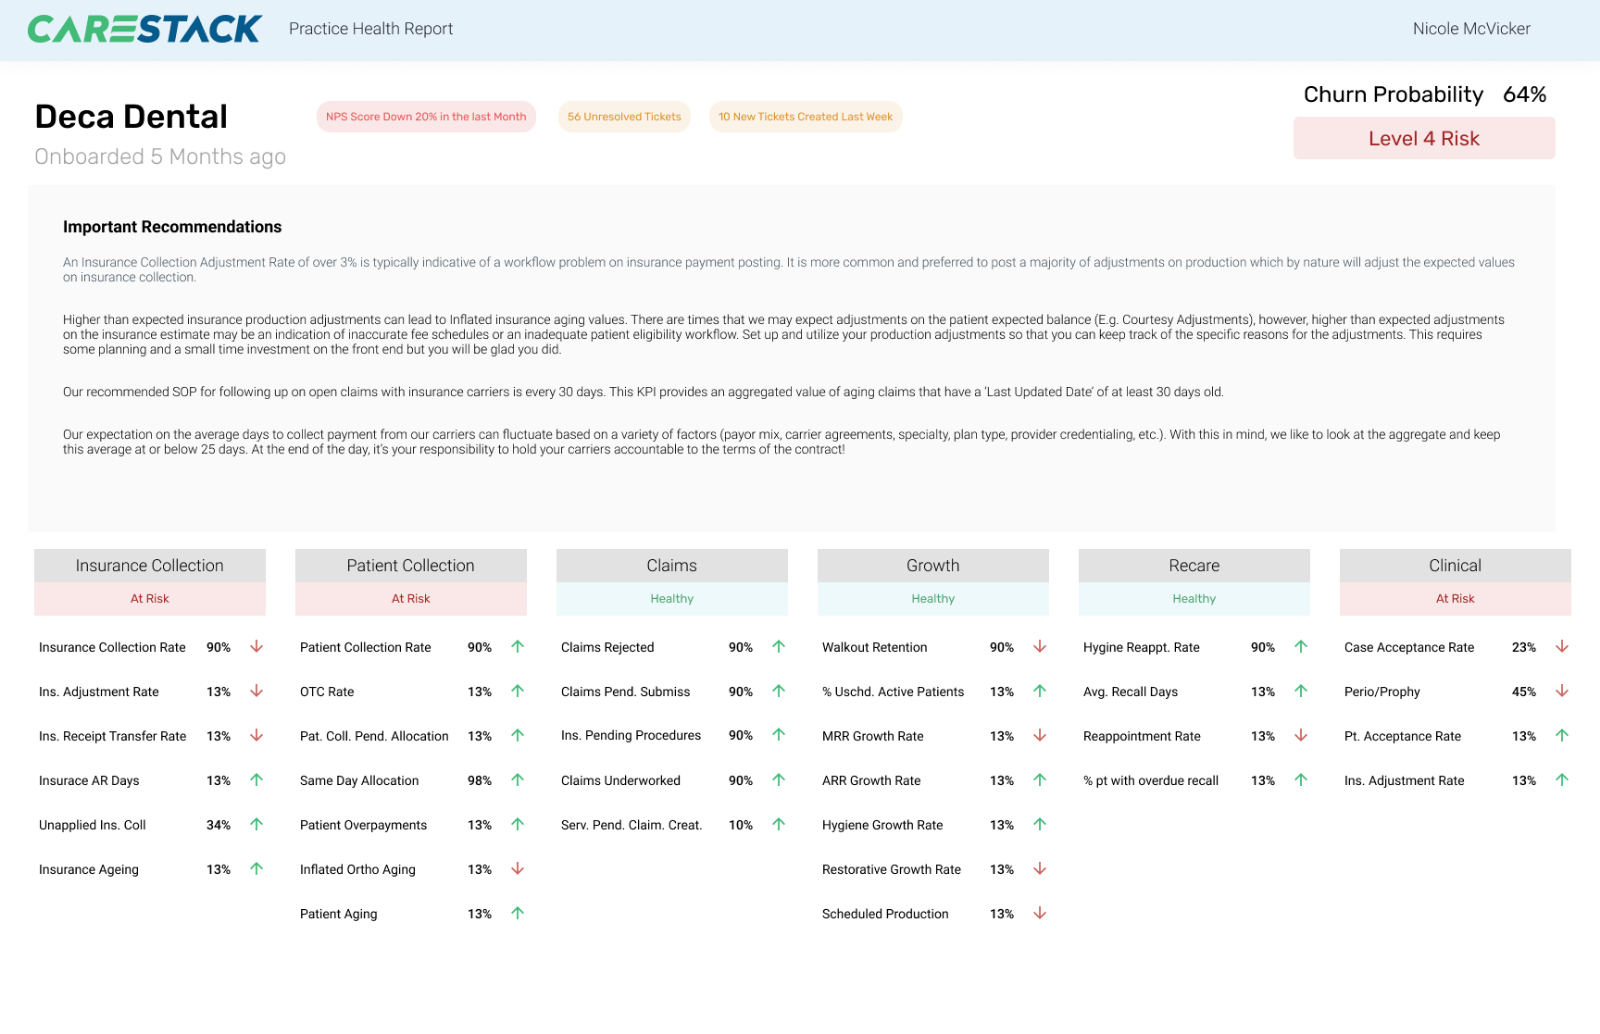 CARESTACK Practice Health Report Nicole McVicker
Churn Probability 64%
Deca Dental NPS Score Down 20% in the last Month 56 Unresolved Tickets 10 New Tickets Created Last Week
Level 4 Risk
Onboarded 5 Months ago
Important Recommendations
An Insurance Collection Adjustment Rate of over 3% is typically indicative of a workflow problem on insurance payment posting. It is more common and preferred to post a majority of adjustments on production which by nature will adjust the expected values
on insurance collection.
Higher than expected insurance production adjustments can lead to Inflated insurance aging values. There are times that we may expect adjustments on the patient expected balance (E.g. Courtesy Adjustments), however, higher than expected adjustments
on the insurance estimate may be an indication of inaccurate fee schedules or an inadequate patient eligibility workflow. Set up and utilize your production adjustments so that you can keep track of the specific reasons for the adjustments. This requires
some planning and a small time investment on the front end but you will be glad you did.
Our recommended SOP for following up on open claims with insurance carriers is every 30 days. This KPI provides an aggregated value of aging claims that have a 'Last Updated Date' of at least 30 days old.
Our expectation on the average days to collect payment from our carriers can fluctuate based on a variety of factors (payor mix, carrier agreements, specialty, plan type, provider credentialing, etc.). With this in mind, we like to look at the aggregate and keep
this average at or below 25 days. At the end of the day, it's your responsibility to hold your carriers accountable to the terms of the contract!
Insurance Collection
At Risk
Insurance Collection Rate 90%
Ins. Adjustment Rate 13%
Ins. Receipt Transfer Rate 13%
Insurace AR Days 13%
Unapplied Ins. Coll 34%
Insurance Ageing 13%
Patient Collection
At Risk
Patient Collection Rate 90%
OTC Rate 13%
Pat. Coll. Pend. Allocation 13%
Same Day Allocation 98%
Patient Overpayments 13%
Inflated Ortho Aging 13%
Patient Aging 13%
Claims
Healthy
Claims Rejected 90%
Claims Pend. Submiss 90%
Ins. Pending Procedures 90%
Claims Underworked 90%
Serv. Pend. Claim. Creat. 10%
Growth
Healthy
Walkout Retention 90%
% Uschd. Active Patients 13%
MRR Growth Rate 13%
ARR Growth Rate 13%
Hygiene Growth Rate 13%
Restorative Growth Rate 13%
Scheduled Production 13%
Recare
Healthy
Hygine Reappt. Rate 90%
Avg. Recall Days 13%
Reappointment Rate 13%
% pt with overdue recall 13%
Clinical
At Risk
Case Acceptance Rate 23%
Perio/Prophy 45%
Pt. Acceptance Rate 13%
Ins. Adjustment Rate 13%